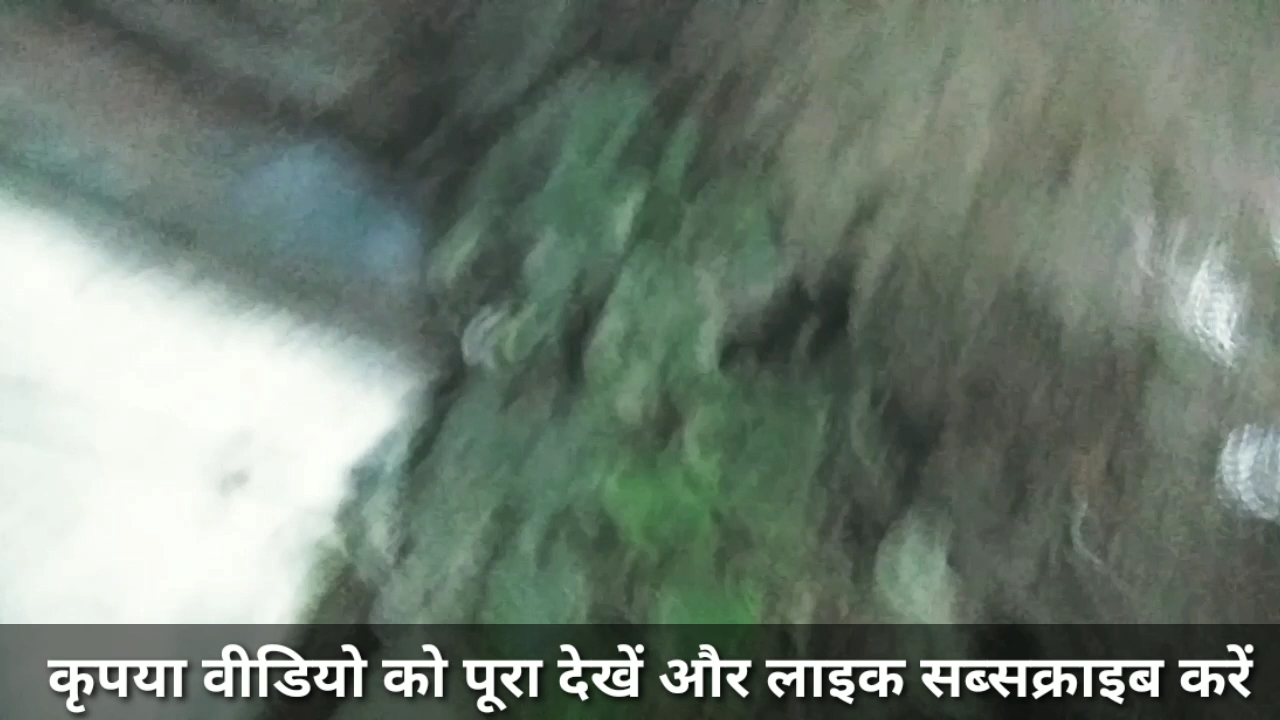 कृपया वीडियो को पूरा देखें और लाइक सब्सक्राइब करें